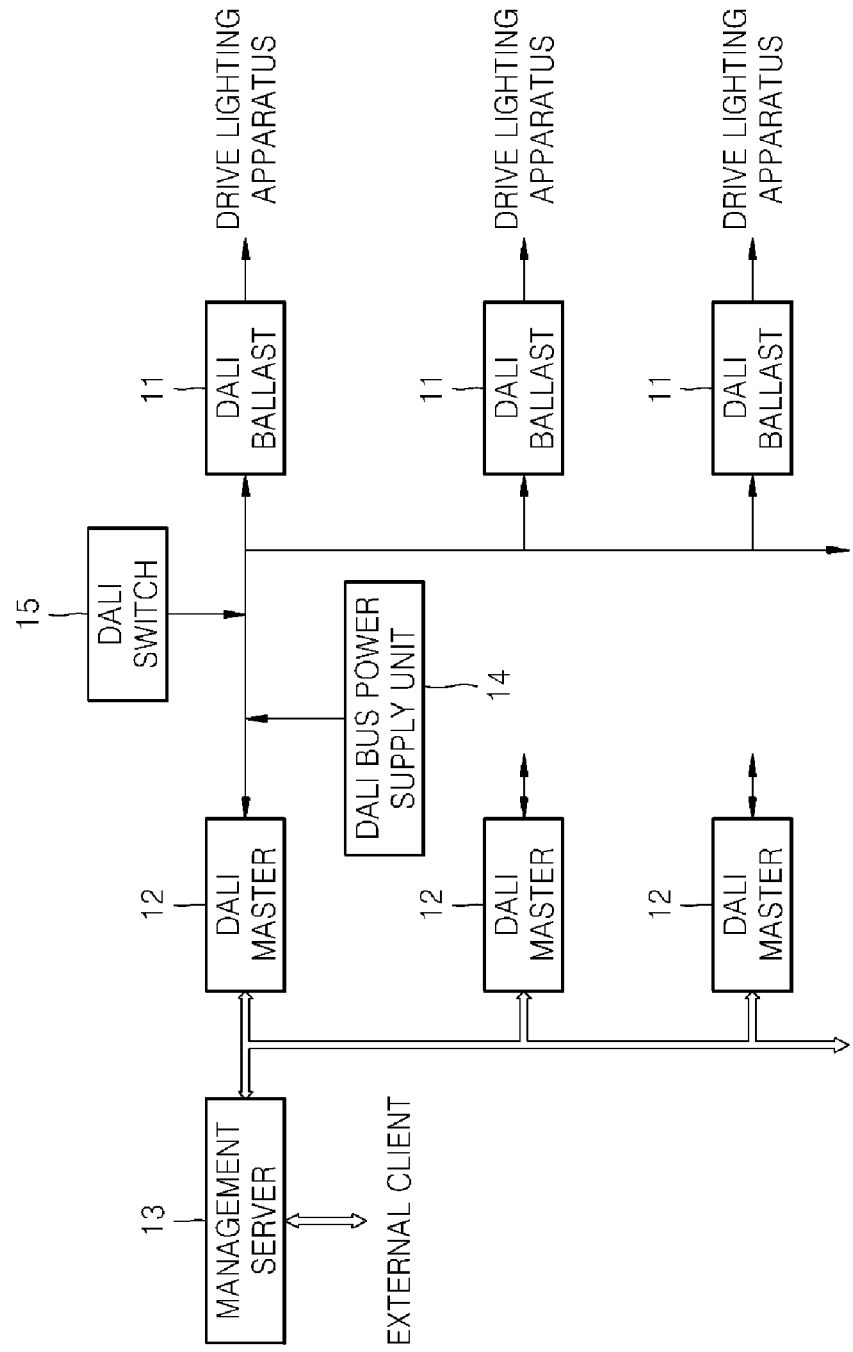 15
DALI
SWITCH
13
MANAGEMENT
SERVER
12
DALI
MASTER
11
DALI
BALLAST
DRIVE LIGHTING
APPARATUS
DALI BUS POWER
SUPPLY UNIT
14
EXTERNAL CLIENT
12
DALI
MASTER
11
DALI
BALLAST
DRIVE LIGHTING
APPARATUS
12
DALI
MASTER
11
DALI
BALLAST
DRIVE LIGHTING
APPARATUS